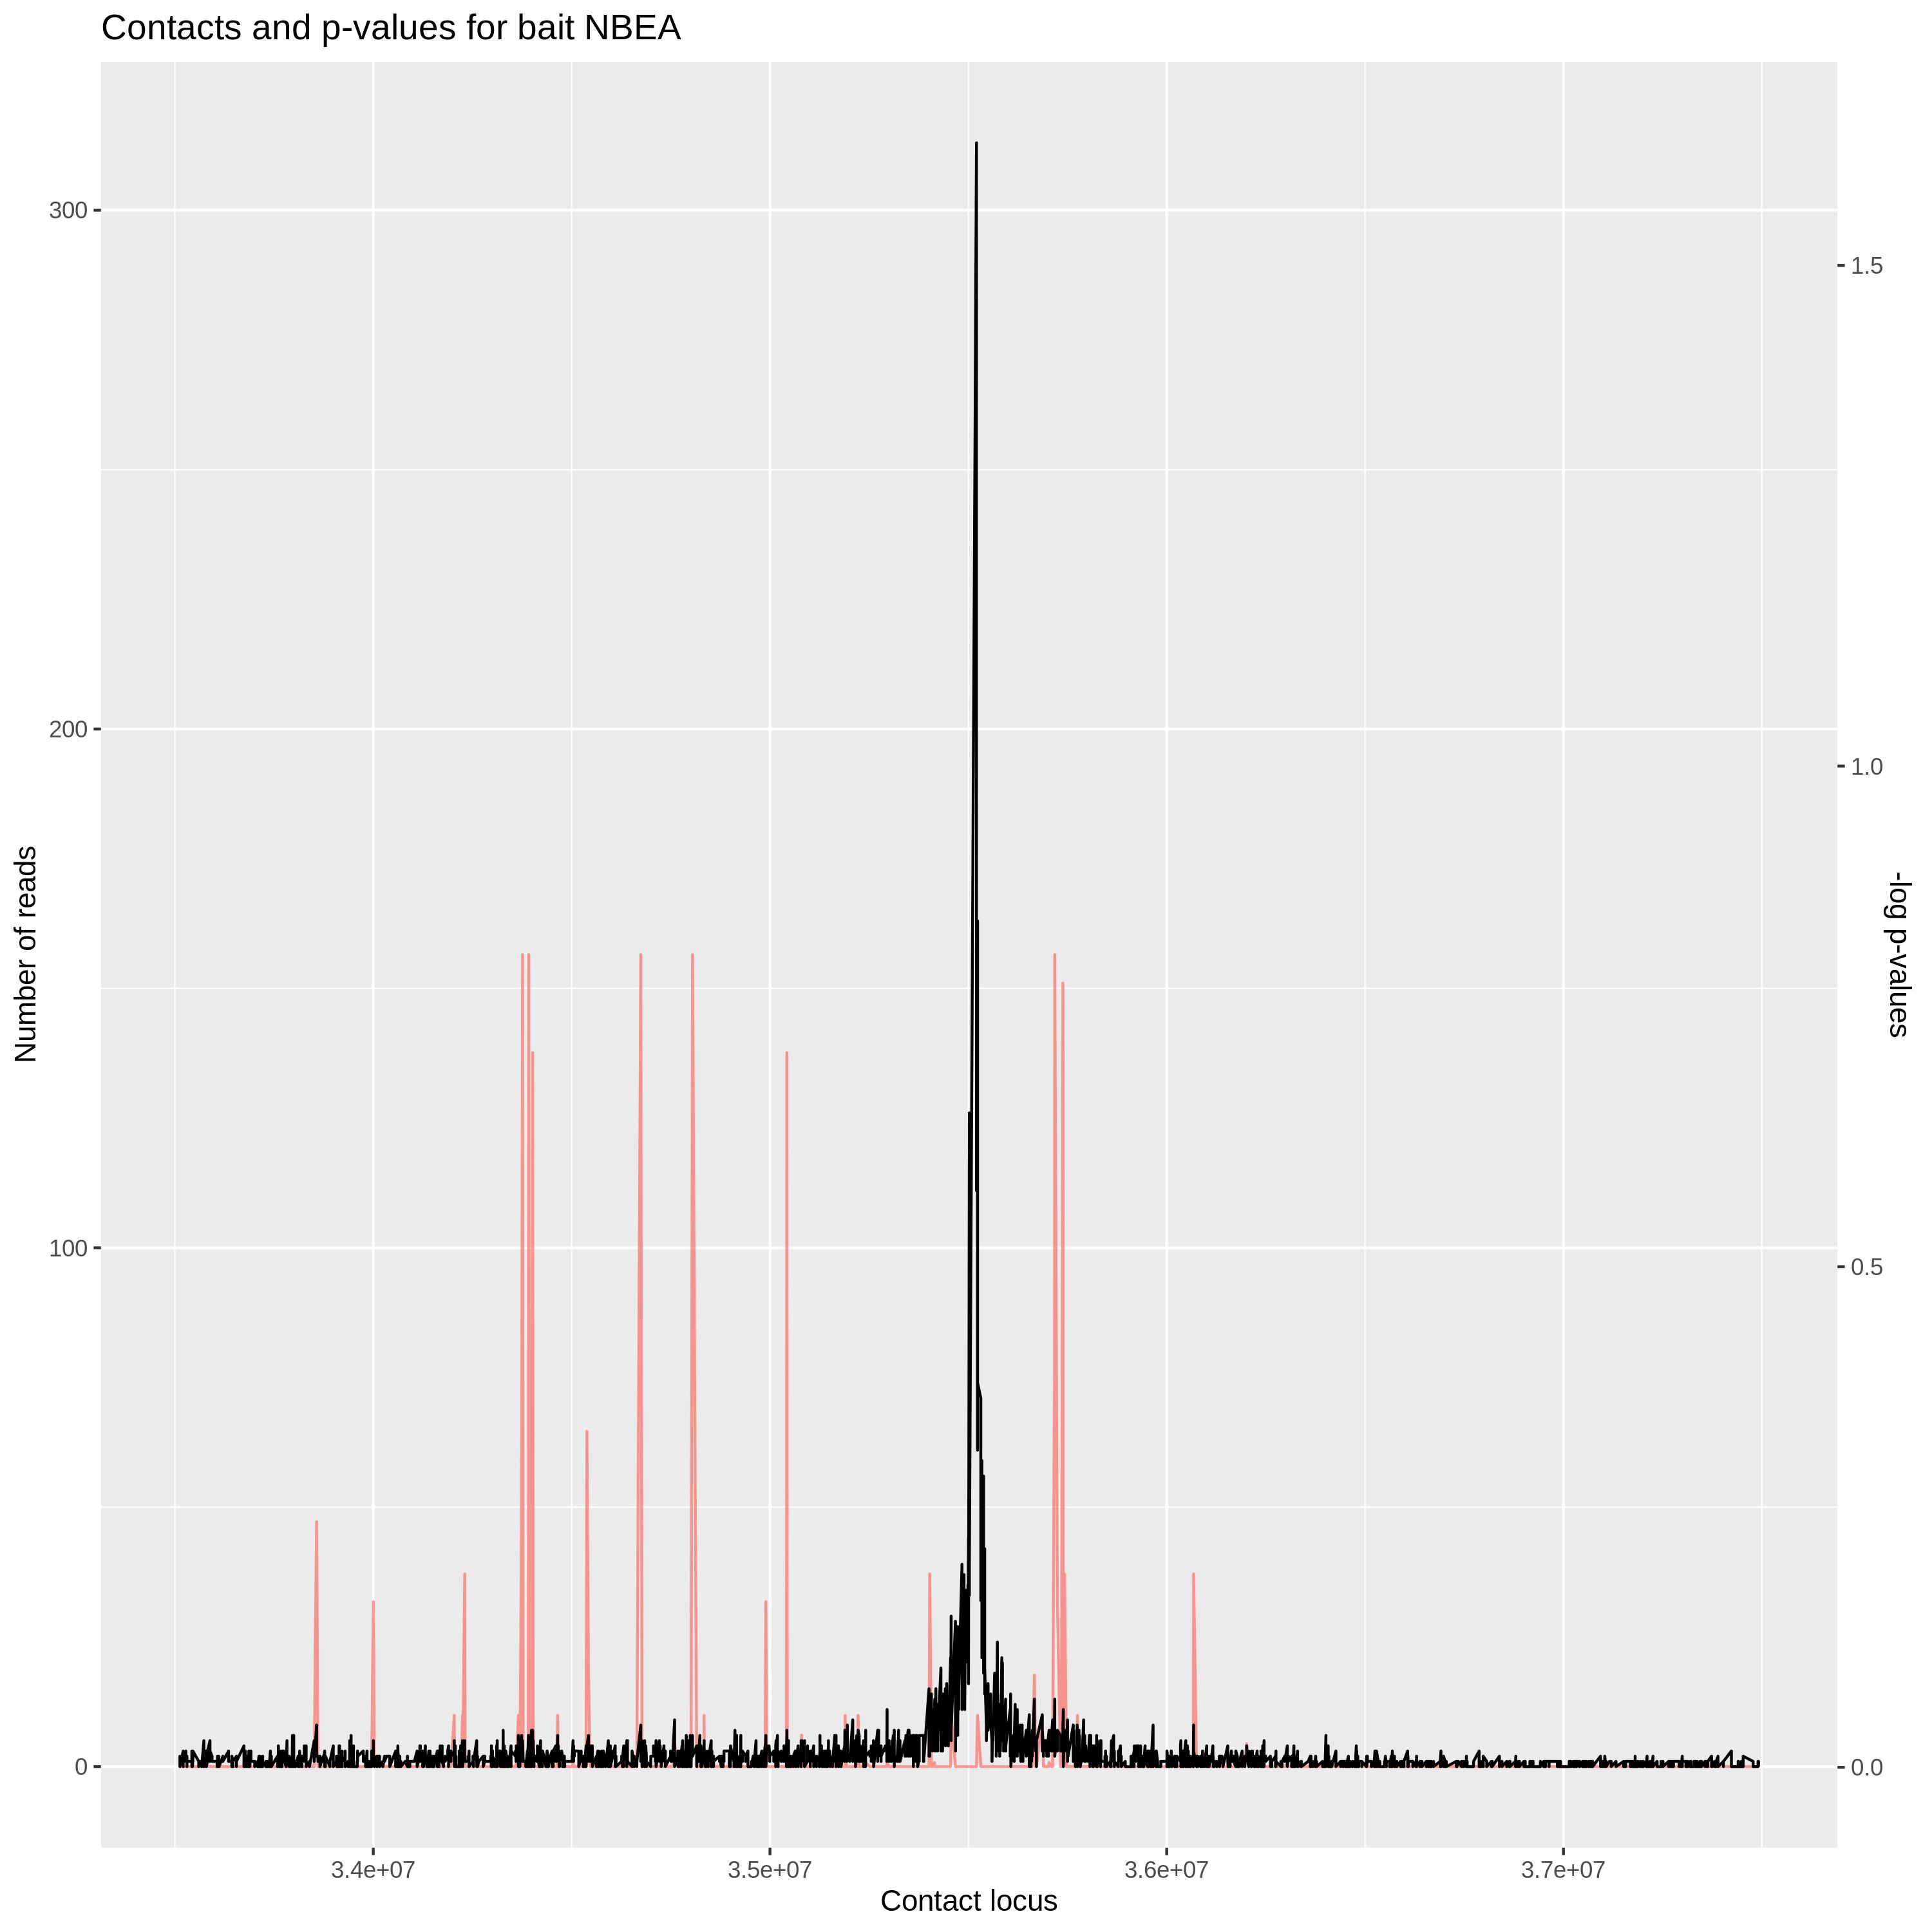 Contacts and p-values for bait NBEA
Number of reads
300
200
100
0
1.5
1.0
0.5
0.0
-log p-values
3.4e+07
3.5e+07
3.6e+07
3.7e+07
Contact locus